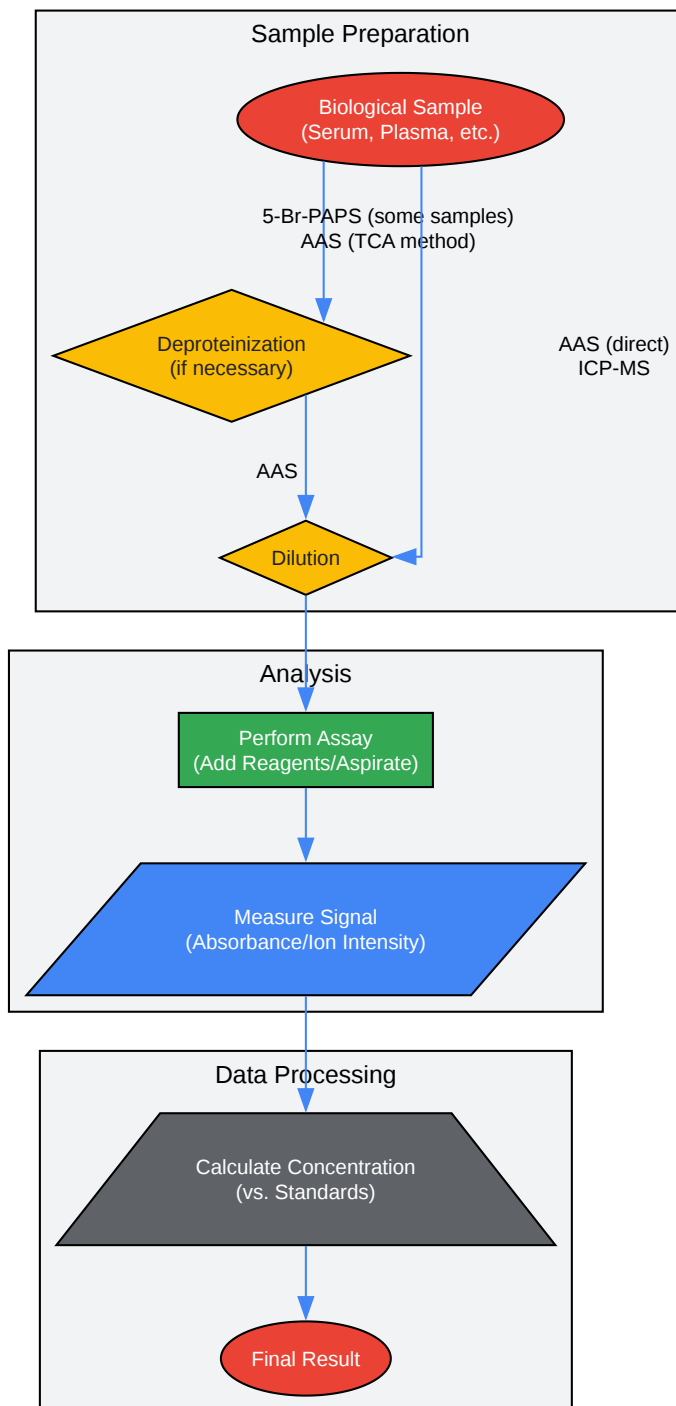 Sample Preparation
Biological Sample
(Serum, Plasma, etc.)
5-Br-PAPS (some samples)
AAS (TCA method)
Deproteinization
(if necessary)
AAS (direct)
ICP-MS
AAS
Dilution
Analysis
Perform Assay
(Add Reagents/Aspirate)
Measure Signal
(Absorbance/Ion Intensity)
Data Processing
Calculate Concentration
(vs. Standards)
Final Result